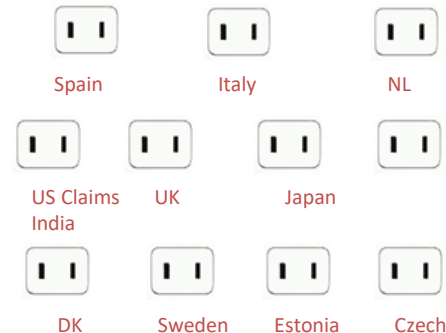 Spain Italy NL
US Claims UK Japan
India
DK Sweden Estonia Czech